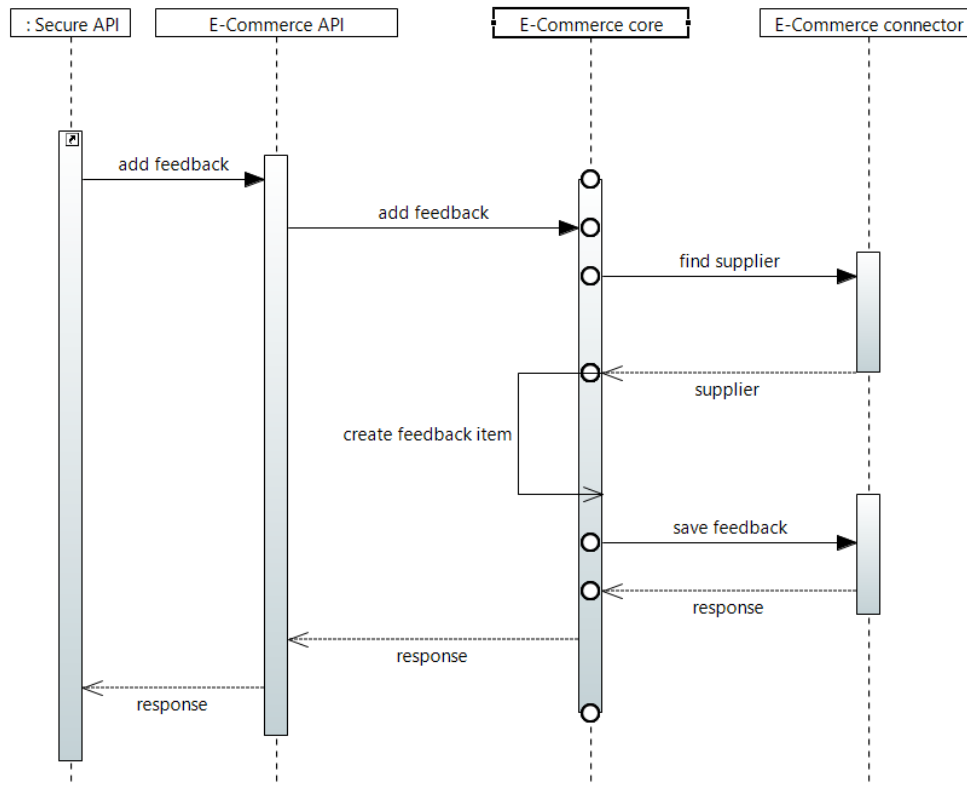 : Secure API
E-Commerce API
E-Commerce core
E-Commerce connector
add feedback
add feedback
find supplier
supplier
create feedback item
save feedback
response
response
response